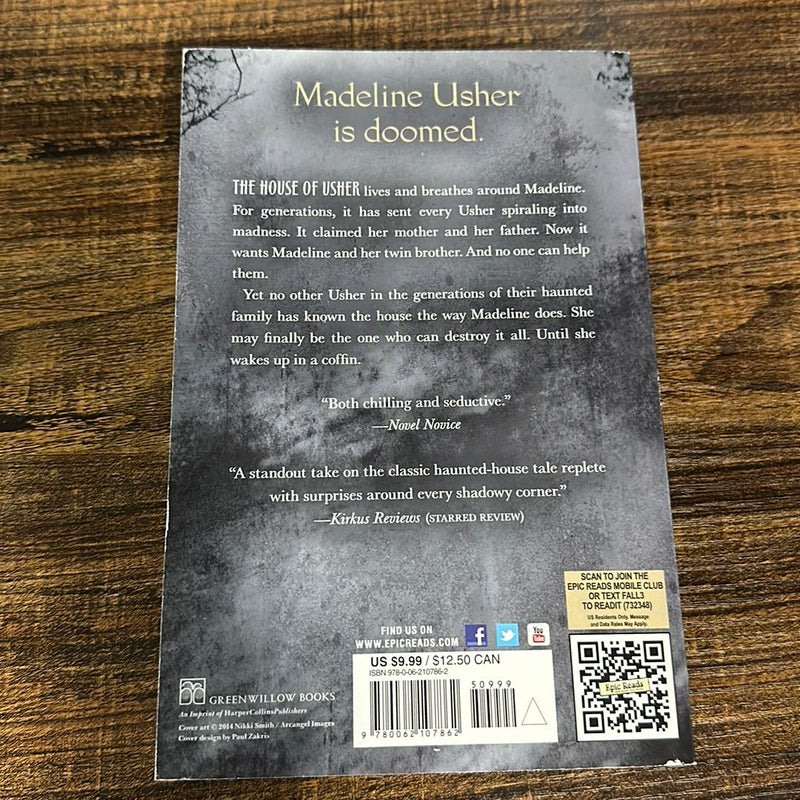 Madeline Usher
is doomed.
THE HOUSE OF USHER lives and breathes around Madeline.
For generations, it has sent every Usher spiraling into
madness. It claimed her mother and her father. Now it
wants Madeline and her twin brother. And no one can help
them.
Yet no other Usher in the generations of their haunted
family has known the house the way Madeline does. She
may finally be the one who can destroy it all. Until she
wakes up in a coffin.
“Both chilling and seductive.”
—Novel Novice
“A standout take on the classic haunted-house tale replete
with surprises around every shadowy corner.”
—Kirkus Reviews (STARRED REVIEW)
SCAN TO JOIN THE
EPIC READS MOBILE CLUB
OR TEXT FALL3
TO READIT (732348)
US Residents Only. Message
and Data Rates May Apply.
Epic Reads
FIND US ON
WWW.EPICREADS.COM
f
You
Tube
US $9.99 / $12.50 CAN
ISBN 978-0-06-210786-2
50999
9 780062 107862
GREENWILLOW BOOKS
An Imprint of HarperCollinsPublishers
Cover art © 2014 Nikki Smith / Arcangel Images
Cover design by Paul Zakris